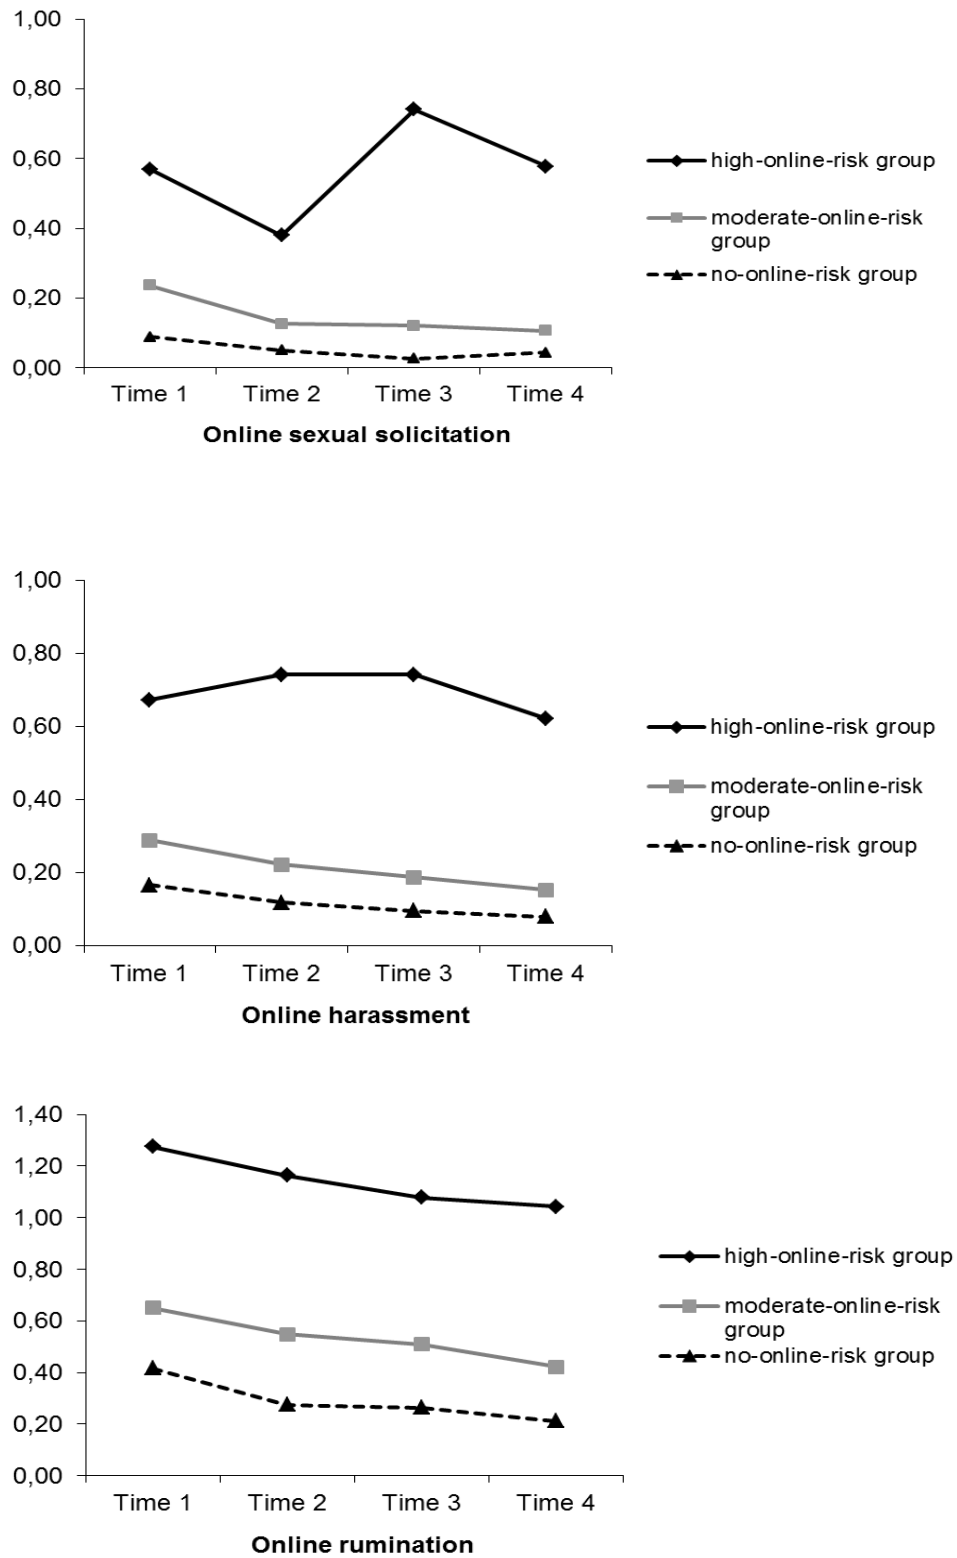 1,00
0,80
0,60
0,40
0,20
0,00
Time 1 Time 2 Time 3 Time 4
Online sexual solicitation
high-online-risk group
moderate-online-risk
group
no-online-risk group
1,00
0,80
0,60
0,40
0,20
0,00
Time 1 Time 2 Time 3 Time 4
Online harassment
high-online-risk group
moderate-online-risk
group
no-online-risk group
1,40
1,20
1,00
0,80
0,60
0,40
0,20
0,00
Time 1 Time 2 Time 3 Time 4
Online rumination
high-online-risk group
moderate-online-risk
group
no-online-risk group